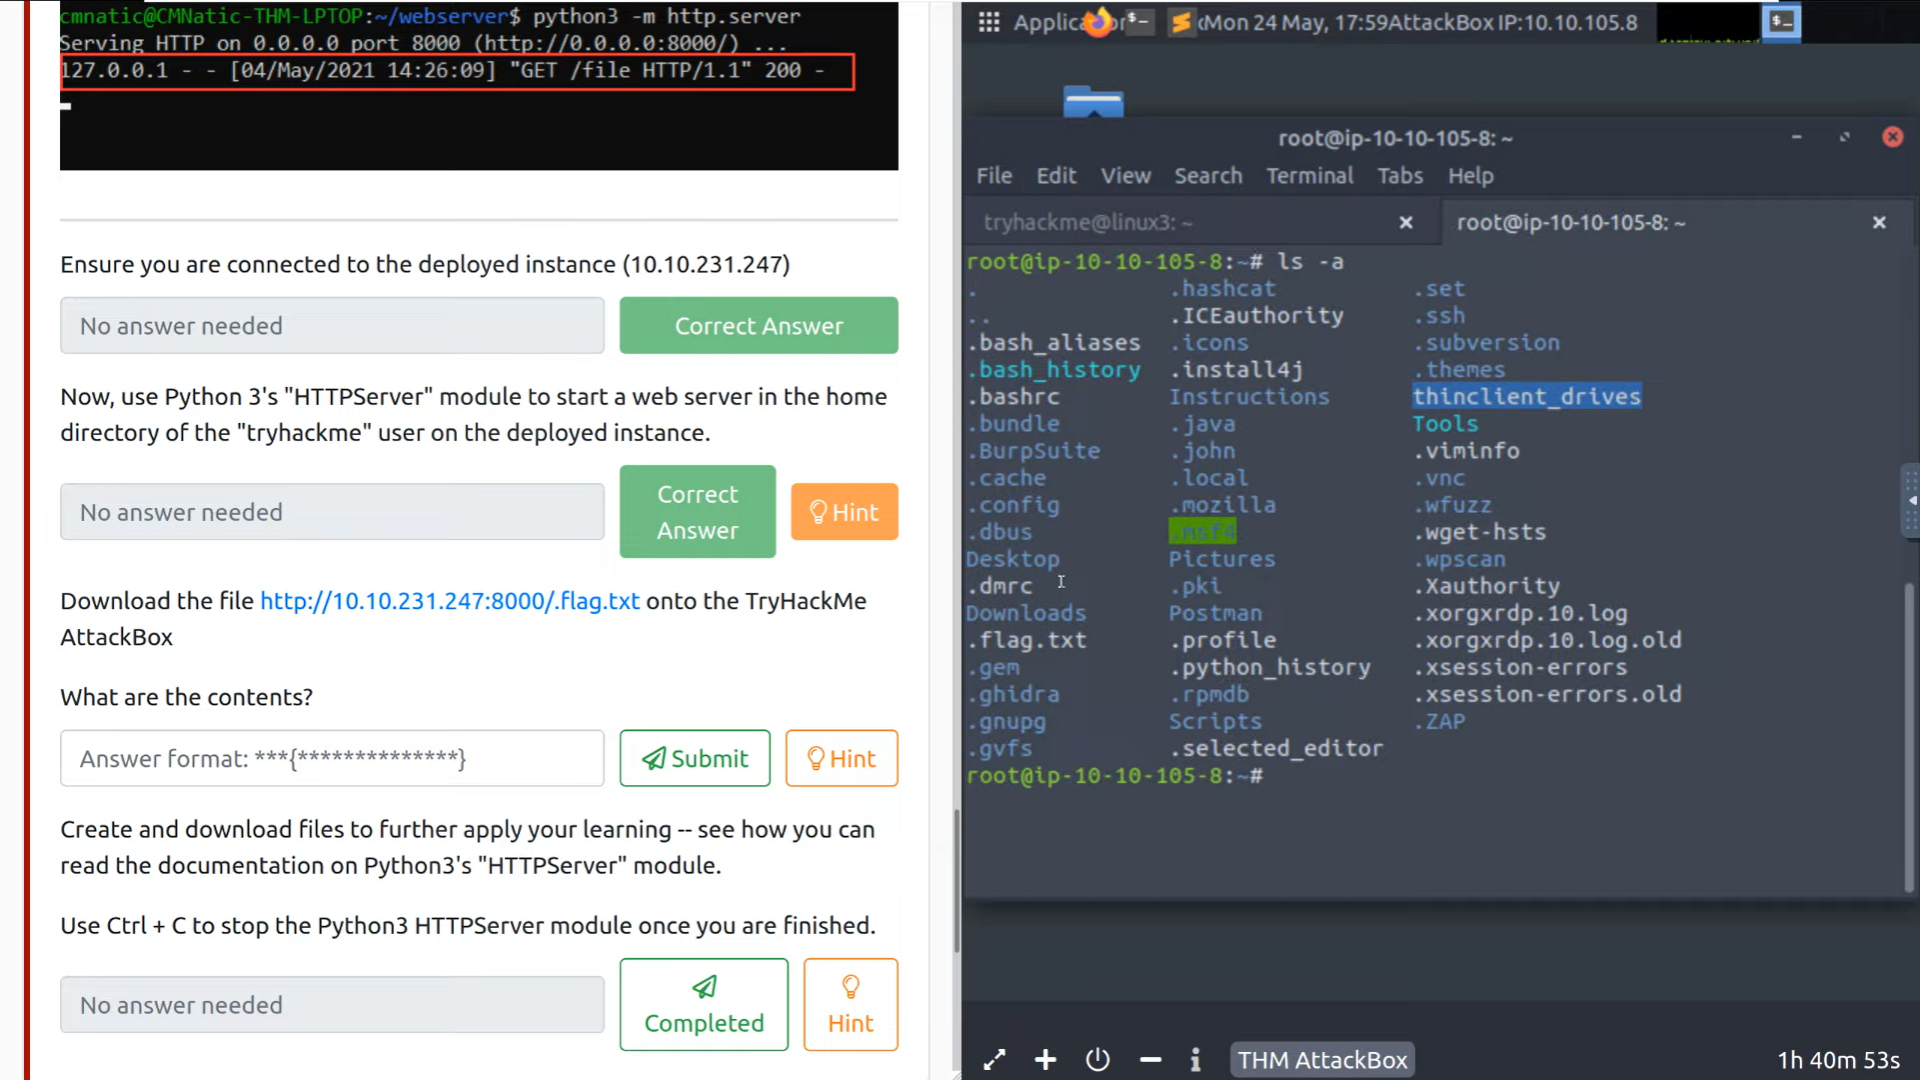 cmnatic@CMNatic-THM-LPTOP:~/webserver$ python3 -m http.server
Serving HTTP on 0.0.0.0 port 8000 (http://0.0.0.0:8000/) ...
127.0.0.1 - - [04/May/2021 14:26:09] "GET /file HTTP/1.1" 200 -
Ensure you are connected to the deployed instance (10.10.231.247)
No answer needed
Correct Answer
Now, use Python 3's "HTTPServer" module to start a web server in the home
directory of the "tryhackme" user on the deployed instance.
No answer needed
Correct
Answer
Hint
Download the file http://10.10.231.247:8000/.flag.txt onto the TryHackMe
AttackBox
What are the contents?
Answer format: ***{**************}
Submit
Hint
Create and download files to further apply your learning -- see how you can
read the documentation on Python3's "HTTPServer" module.
Use Ctrl + C to stop the Python3 HTTPServer module once you are finished.
No answer needed
Completed
Hint
Mon 24 May, 17:59 AttackBox IP:10.10.105.8
root@ip-10-10-105-8: ~
File Edit View Search Terminal Tabs Help
tryhackme@linux3: ~
root@ip-10-10-105-8: ~
root@ip-10-10-105-8:~# ls -a
. .hashcat .set
.. .ICEauthority .ssh
.bash_aliases .icons .subversion
.bash_history .install4j .themes
.bashrc Instructions thinclient_drives
.bundle .java Tools
.BurpSuite .john .viminfo
.cache .local .vnc
.config .mozilla .wfuzz
.dbus .msf4 .wget-hsts
Desktop Pictures .wpscan
.dmrc .pki .Xauthority
Downloads Postman .xorgxrdp.10.log
.flag.txt .profile .xorgxrdp.10.log.old
.gem .python_history .xsession-errors
.ghidra .rpmdb .xsession-errors.old
.gnupg Scripts .ZAP
.gvfs .selected_editor
root@ip-10-10-105-8:~#
THM AttackBox
1h 40m 53s